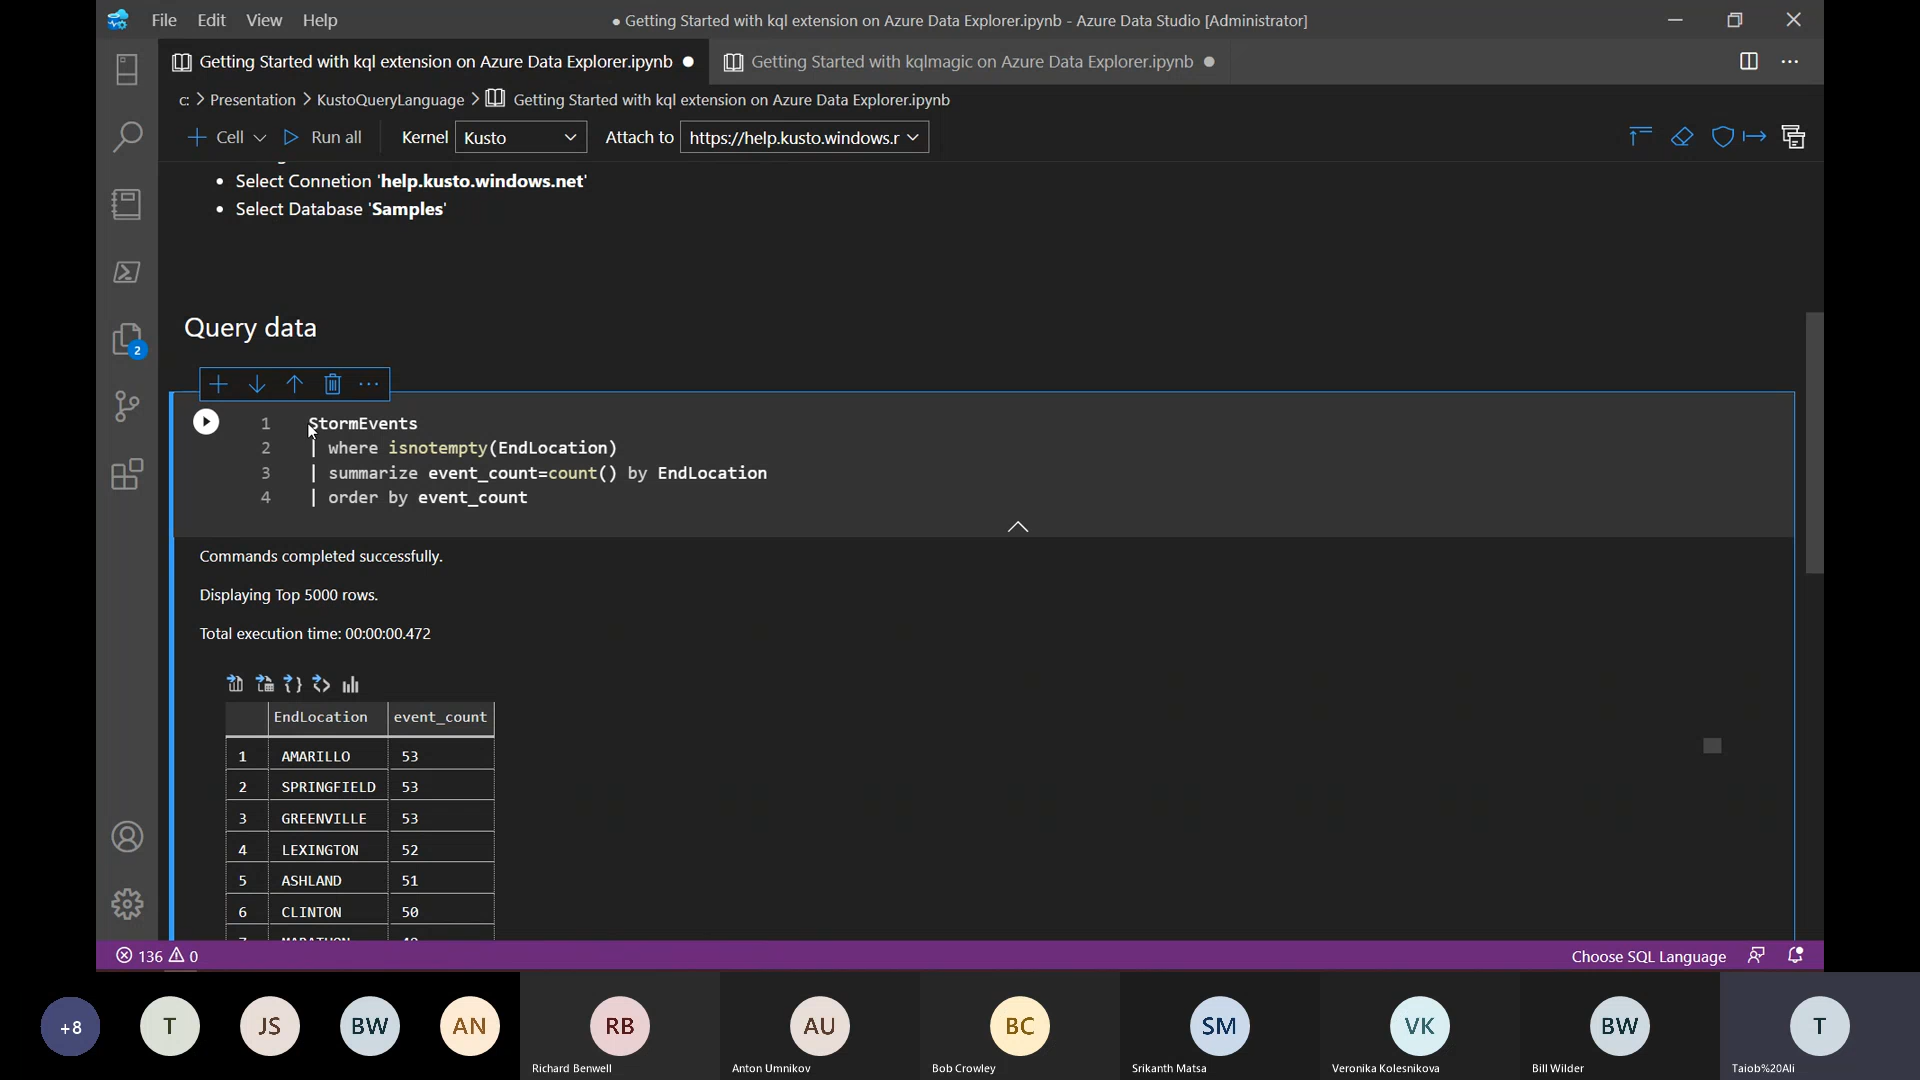 File Edit View Help
● Getting Started with kql extension on Azure Data Explorer.ipynb - Azure Data Studio [Administrator]
Getting Started with kql extension on Azure Data Explorer.ipynb ●
Getting Started with kqlmagic on Azure Data Explorer.ipynb ●
c: > Presentation > KustoQueryLanguage > Getting Started with kql extension on Azure Data Explorer.ipynb
Cell Run all Kernel Kusto Attach to https://help.kusto.windows.r
• Select Connetion 'help.kusto.windows.net'
• Select Database 'Samples'
2
Query data
1 StormEvents
2 | where isnotempty(EndLocation)
3 | summarize event_count=count() by EndLocation
4 | order by event_count
Commands completed successfully.
Displaying Top 5000 rows.
Total execution time: 00:00:00.472
EndLocation event_count
1 AMARILLO 53
2 SPRINGFIELD 53
3 GREENVILLE 53
4 LEXINGTON 52
5 ASHLAND 51
6 CLINTON 50
136 0
Choose SQL Language
+8 T JS BW AN RB AU BC SM VK BW T
Richard Benwell Anton Umnikov Bob Crowley Srikanth Matsa Veronika Kolesnikova Bill Wilder Taiob%20Ali